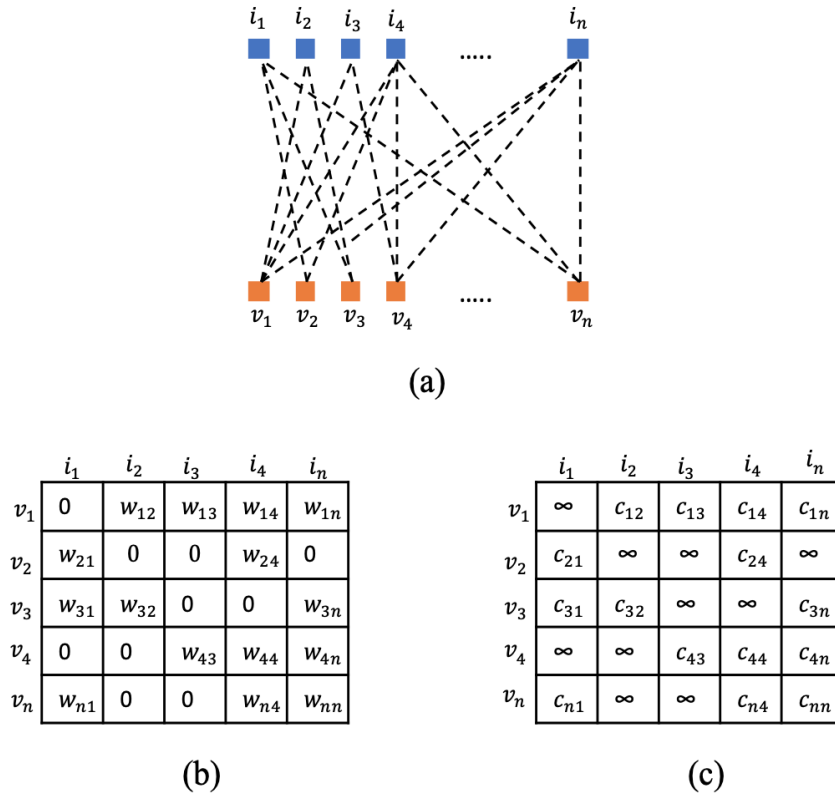 i₁ i₂ i₃ i₄ iₙ
.....
.....
v₁ v₂ v₃ v₄ vₙ
(a)
i₁ i₂ i₃ i₄ iₙ
v₁ 0 w₁₂ w₁₃ w₁₄ w₁ₙ
v₂ w₂₁ 0 0 w₂₄ 0
v₃ w₃₁ w₃₂ 0 0 w₃ₙ
v₄ 0 0 w₄₃ w₄₄ w₄ₙ
vₙ wₙ₁ 0 0 wₙ₄ wₙₙ
(b)
i₁ i₂ i₃ i₄ iₙ
v₁ ∞ c₁₂ c₁₃ c₁₄ c₁ₙ
v₂ c₂₁ ∞ ∞ c₂₄ ∞
v₃ c₃₁ c₃₂ ∞ ∞ c₃ₙ
v₄ ∞ ∞ c₄₃ c₄₄ c₄ₙ
vₙ cₙ₁ ∞ ∞ cₙ₄ cₙₙ
(c)